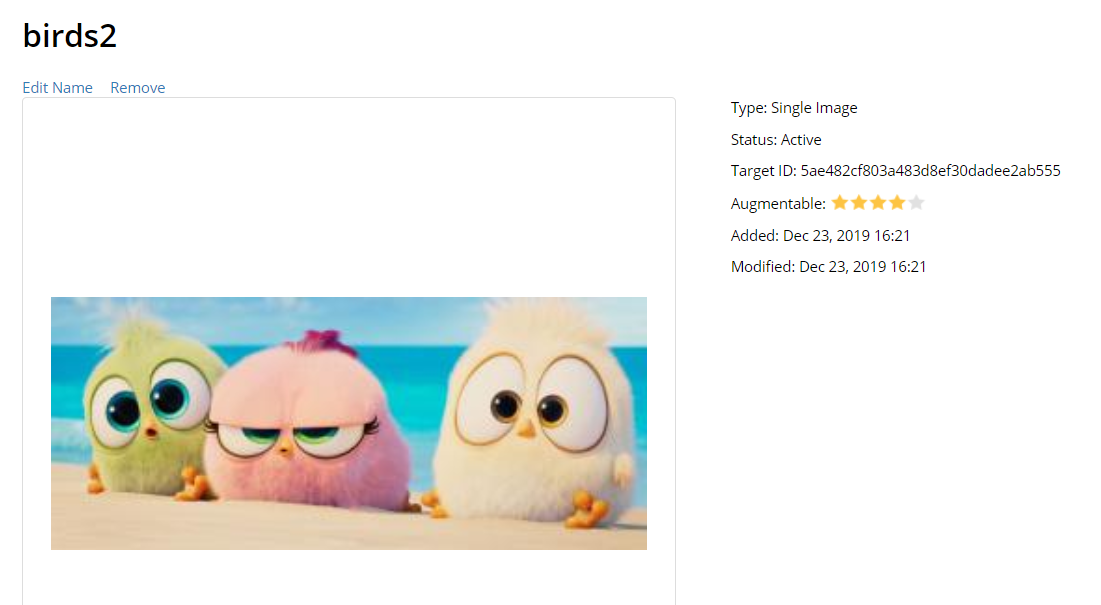 birds2
Edit Name Remove
Type: Single Image
Status: Active
Target ID: 5ae482cf803a483d8ef30dadee2ab555
Augmentable:
Added: Dec 23, 2019 16:21
Modified: Dec 23, 2019 16:21